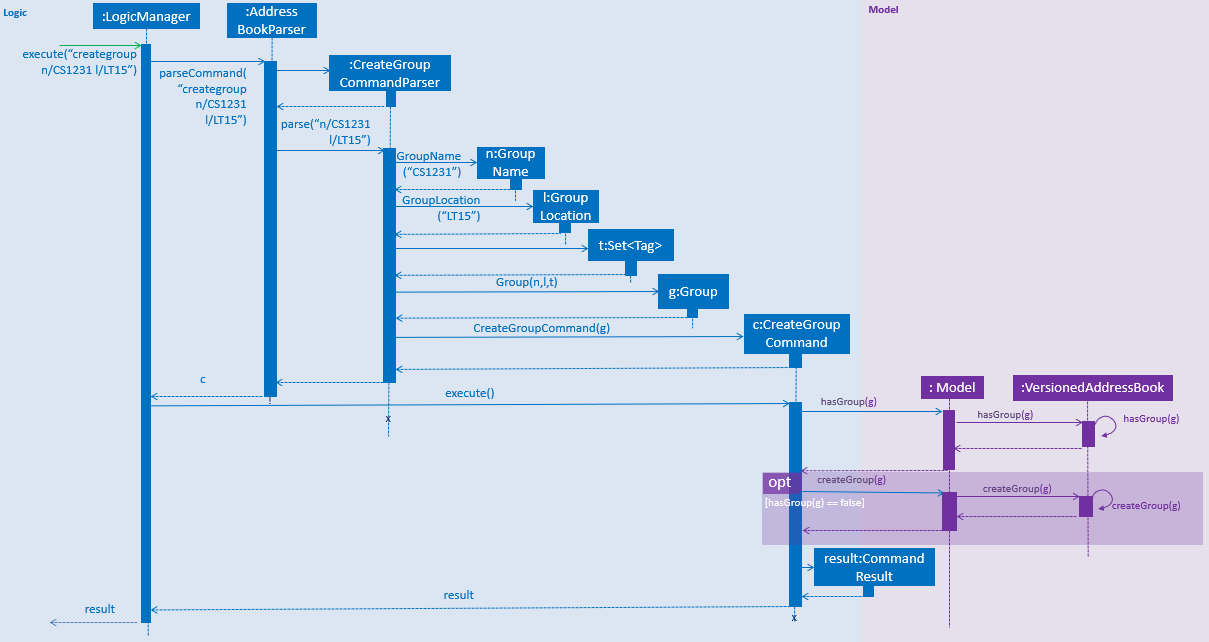 Logic
Model
:LogicManager
:Address
BookParser
execute(“creategroup
n/CS1231 l/LT15”)
parseCommand(
“creategroup
n/CS1231
l/LT15”)
:CreateGroup
CommandParser
parse(“n/CS1231
l/LT15”)
GroupName
(“CS1231”)
n:Group
Name
GroupLocation
(“LT15”)
l:Group
Location
t:Set<Tag>
Group(n,l,t)
g:Group
CreateGroupCommand(g)
c:CreateGroup
Command
c
execute()
x
: Model
:VersionedAddressBook
hasGroup(g)
hasGroup(g)
hasGroup(g)
opt
[hasGroup(g) == false]
createGroup(g)
createGroup(g)
createGroup(g)
result:Command
Result
result
result
x